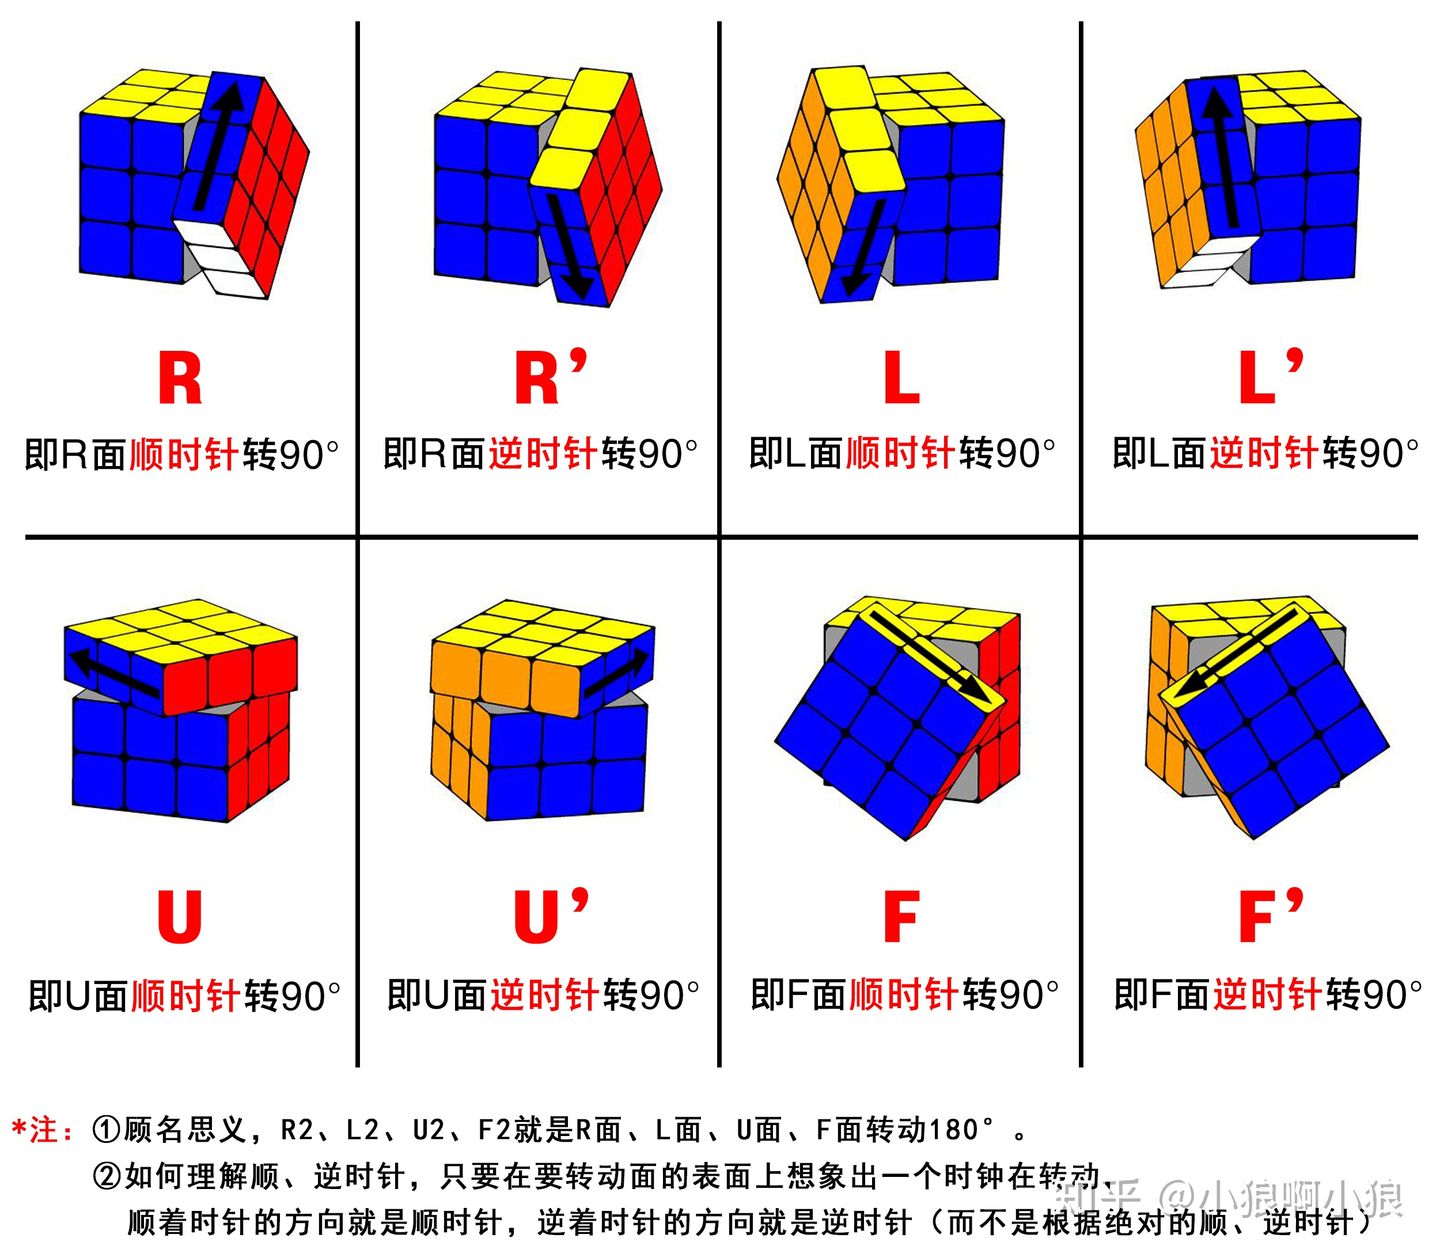 R
R’
L
L’
即R面顺时针转90°
即R面逆时针转90°
即L面顺时针转90°
即L面逆时针转90°
U
U’
F
F’
即U面顺时针转90°
即U面逆时针转90°
即F面顺时针转90°
即F面逆时针转90°
*注：①顾名思义，R2、L2、U2、F2就是R面、L面、U面、F面转动180°。
②如何理解顺、逆时针，只要在要转动面的表面上想象出一个时钟在转动，
顺着时针的方向就是顺时针，逆着时针的方向就是逆时针（而不是根据绝对的顺、逆时针）
知乎 @小狼啊小狼